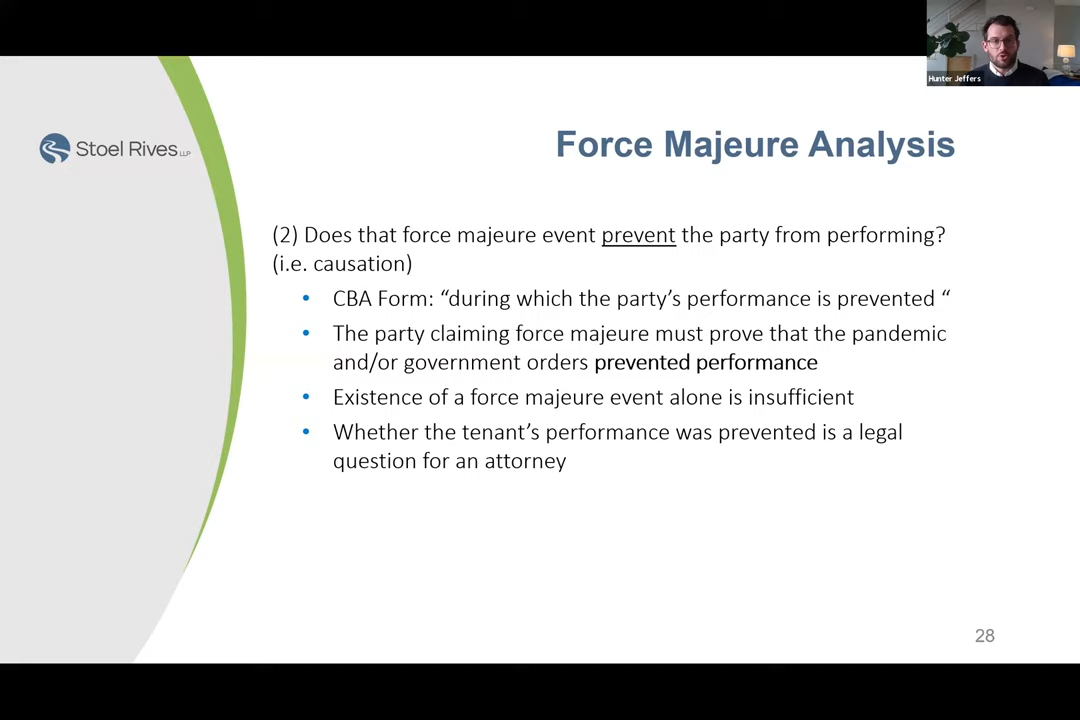 Hunter Jeffers
Stoel Rives LLP
Force Majeure Analysis
(2) Does that force majeure event prevent the party from performing?
(i.e. causation)
• CBA Form: “during which the party’s performance is prevented “
• The party claiming force majeure must prove that the pandemic
and/or government orders prevented performance
• Existence of a force majeure event alone is insufficient
• Whether the tenant’s performance was prevented is a legal
question for an attorney
28